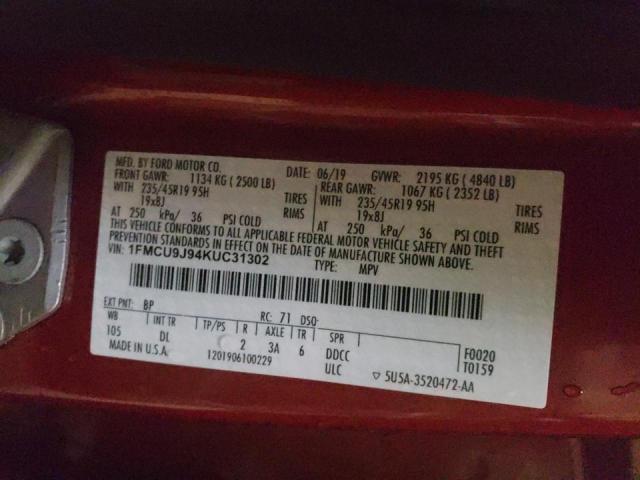 MFD. BY FORD MOTOR CO. DATE: 06/19 GVWR: 2195 KG ( 4840 LB)
FRONT GAWR: 1134 KG ( 2500 LB) REAR GAWR: 1067 KG ( 2352 LB)
WITH 235/45R19 95H TIRES WITH 235/45R19 95H TIRES
19x8J RIMS 19x8J RIMS
AT 250 kPa/ 36 PSI COLD AT 250 kPa/ 36 PSI COLD
THIS VEHICLE CONFORMS TO ALL APPLICABLE FEDERAL MOTOR VEHICLE SAFETY AND THEFT
PREVENTION STANDARDS IN EFFECT ON THE DATE OF MANUFACTURE SHOWN ABOVE.
VIN: 1FMCU9J94KUC31302 TYPE: MPV
EXT PNT: BP RC: 71 DSO:
WB INT TR TP/PS R AXLE TR SPR F0020
105 DL 2 3A 6 DDCC T0159
MADE IN U.S.A. 1201906100229 ULC ▽ 5U5A-3520472-AA